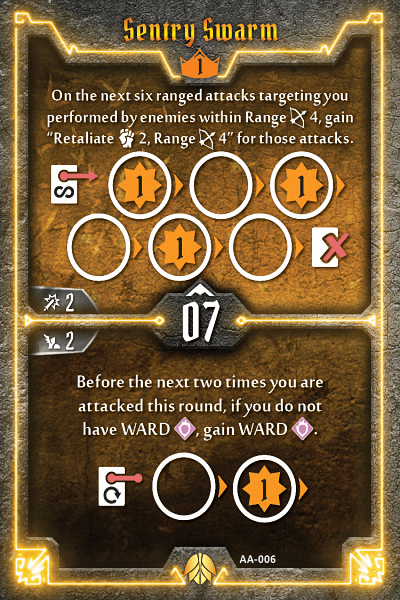 Sentry Swarm
1
On the next six ranged attacks targeting you
performed by enemies within Range 4, gain
“Retaliate 2, Range 4” for those attacks.
1 1
1
2
07
2
Before the next two times you are
attacked this round, if you do not
have WARD , gain WARD .
1
AA-006